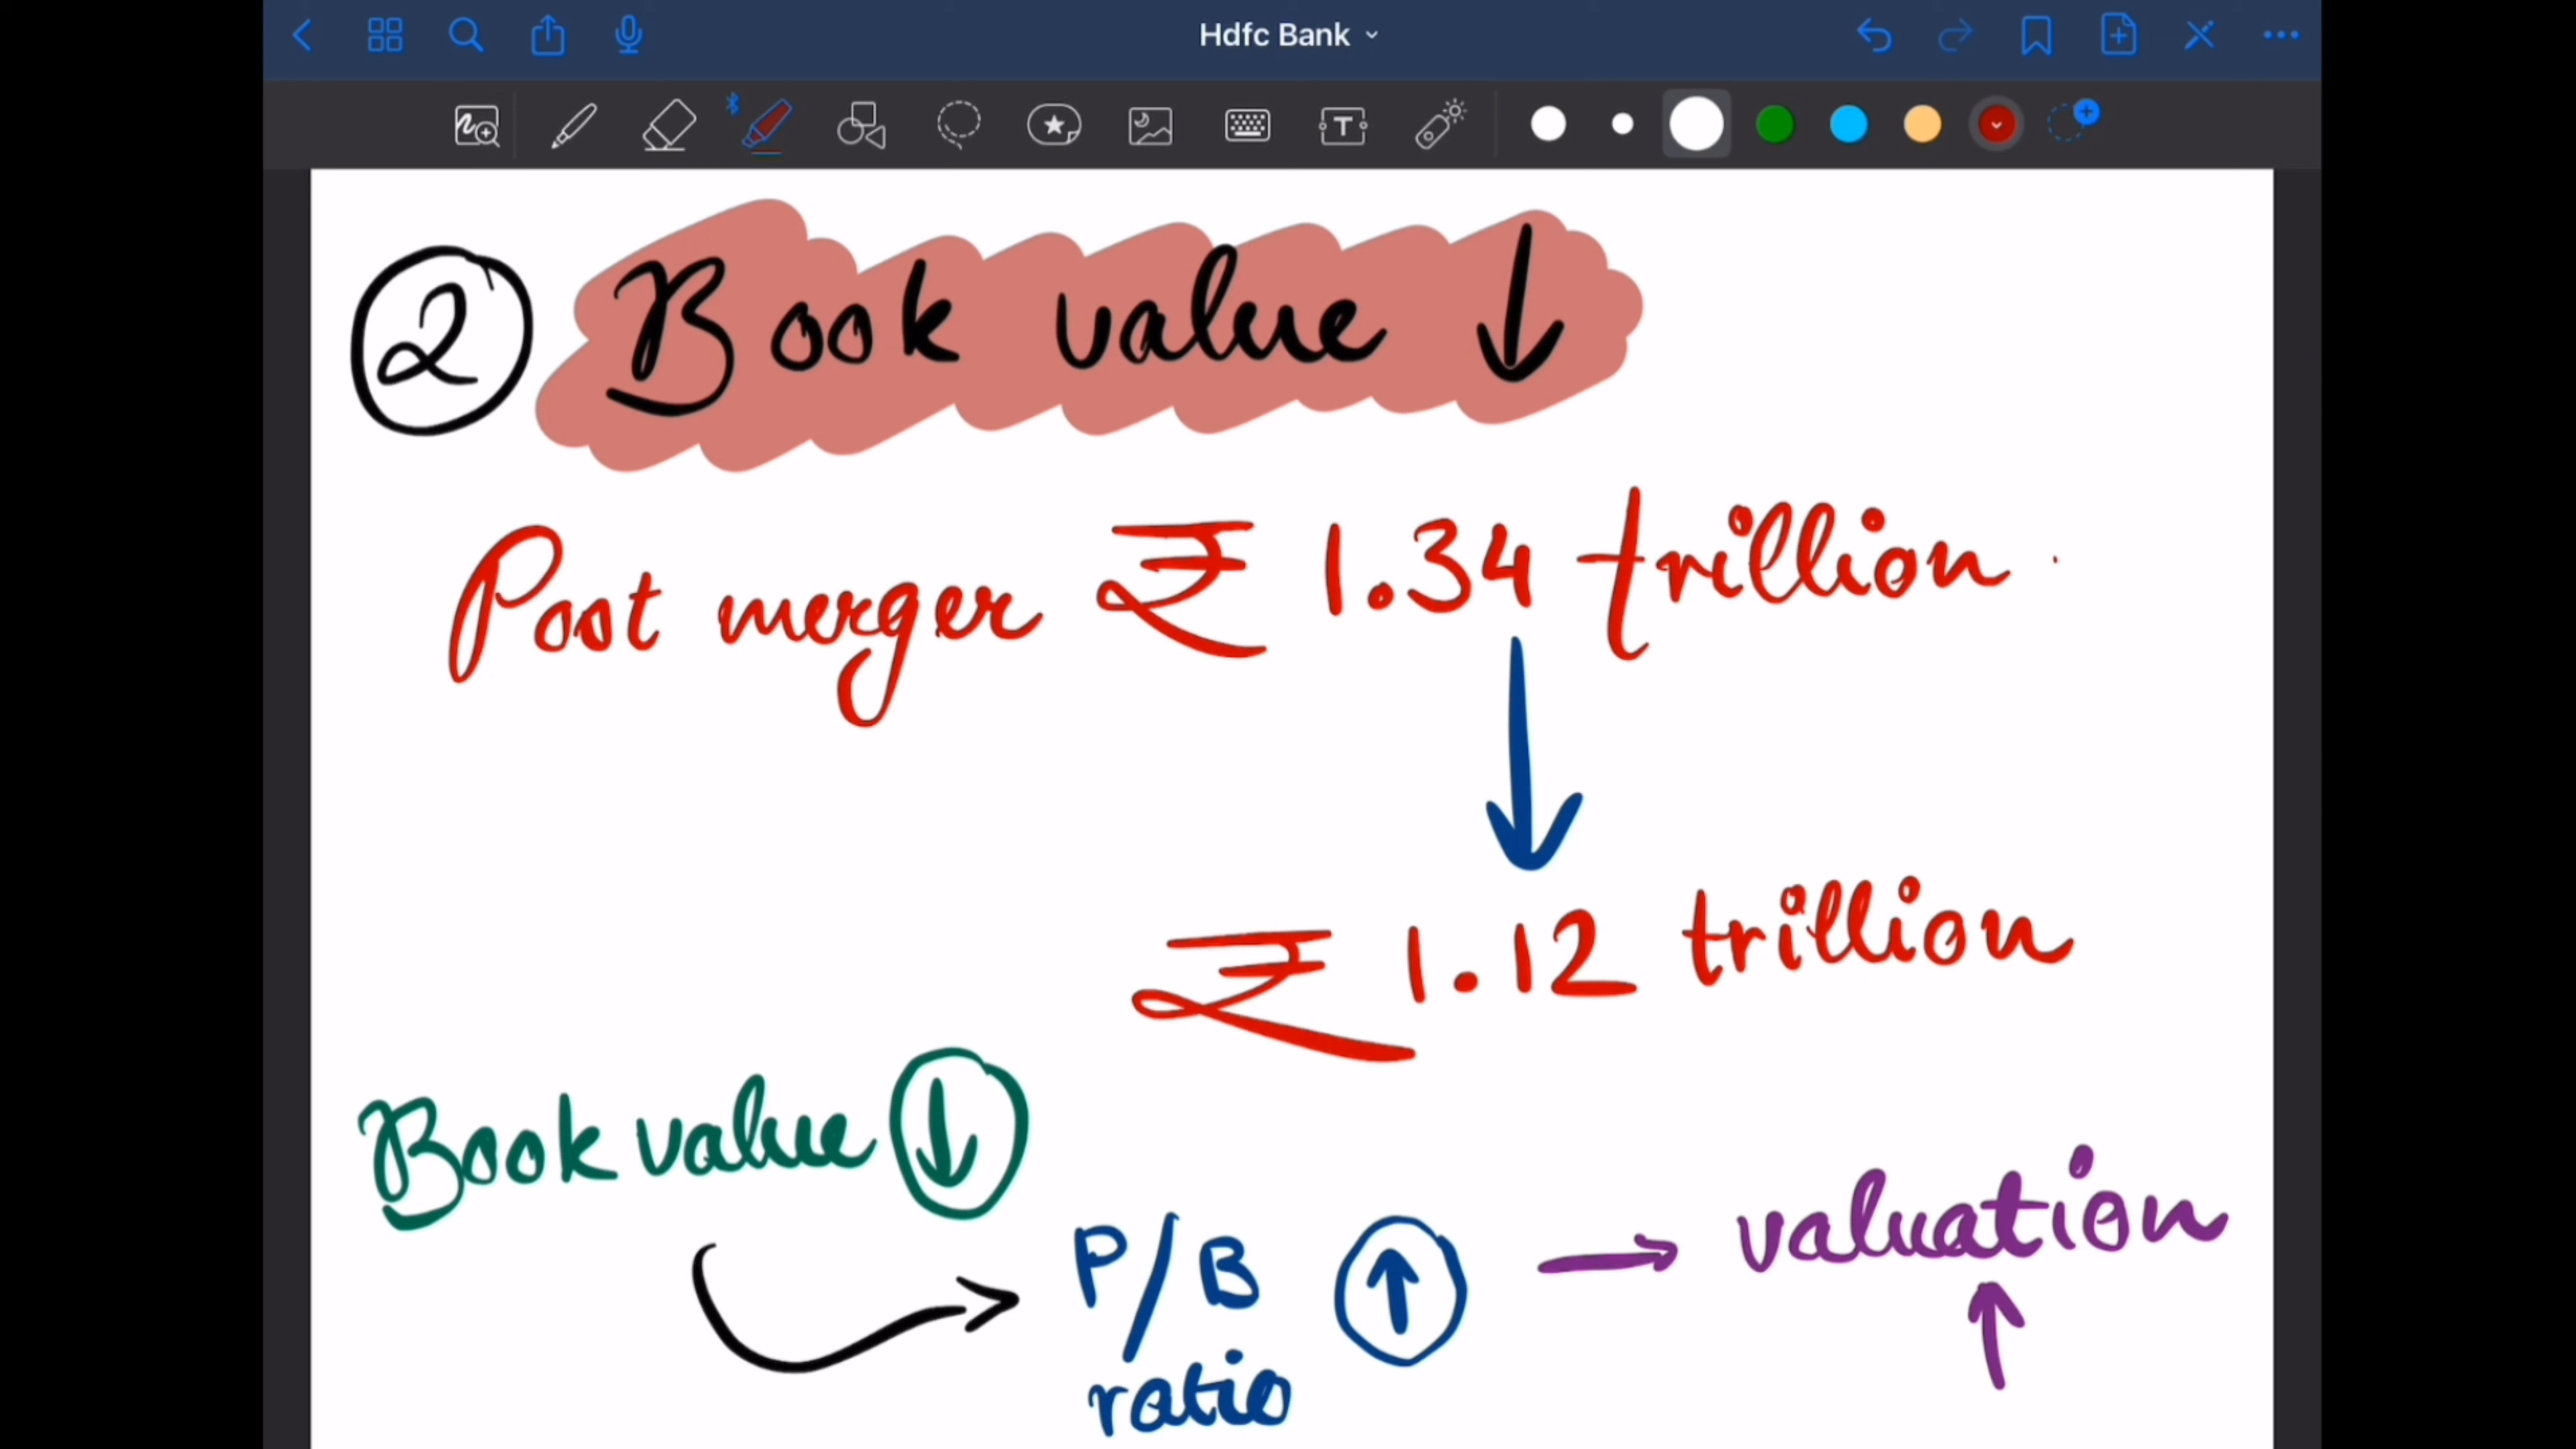 Hdfc Bank
T
2 Book value ↓
Post merger ₹ 1.34 trillion
↓
₹ 1.12 trillion
Book value ↓
P/B ↑ → valuation ↑
ratio